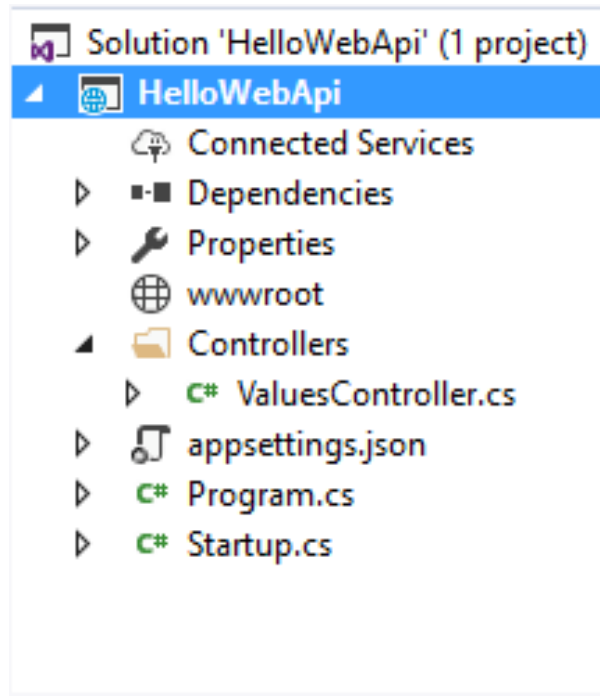 Solution 'HelloWebApi' (1 project)
HelloWebApi
Connected Services
Dependencies
Properties
wwwroot
Controllers
C# ValuesController.cs
appsettings.json
C# Program.cs
C# Startup.cs